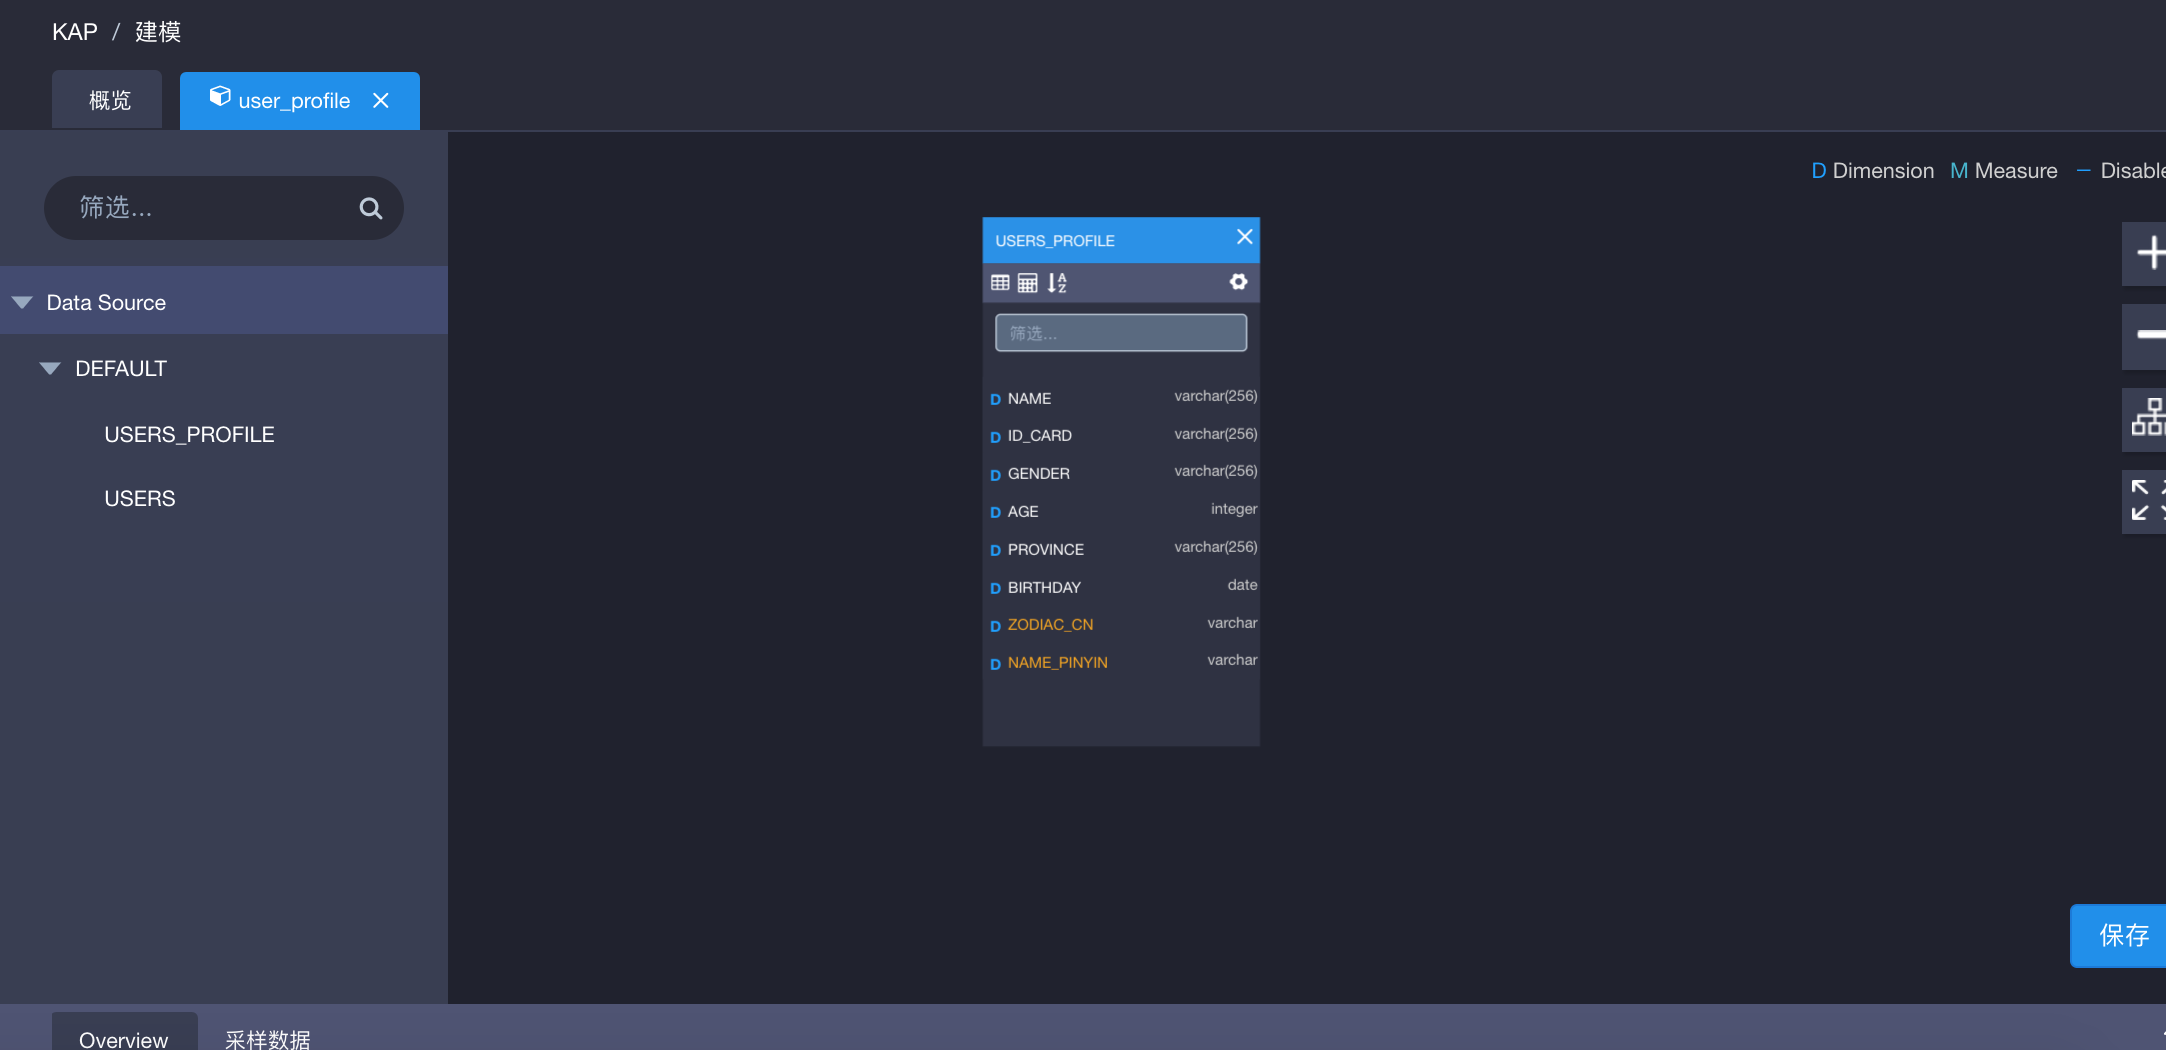 KAP / 建模
概览
user_profile
筛选...
Data Source
DEFAULT
USERS_PROFILE
USERS
D Dimension M Measure – Disable
USERS_PROFILE
筛选...
D NAME varchar(256)
D ID_CARD varchar(256)
D GENDER varchar(256)
D AGE integer
D PROVINCE varchar(256)
D BIRTHDAY date
D ZODIAC_CN varchar
D NAME_PINYIN varchar
保存
Overview 采样数据